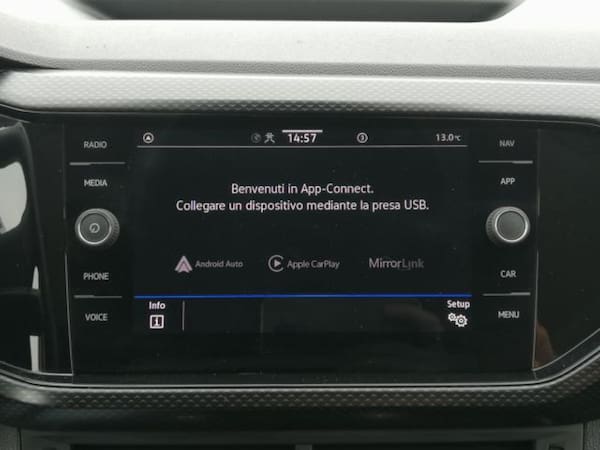 RADIO
MEDIA
PHONE
VOICE
14:57
3
13.0°C
Benvenuti in App-Connect.
Collegare un dispositivo mediante la presa USB.
Android Auto
Apple CarPlay
MirrorLink
Info
Setup
NAV
APP
CAR
MENU